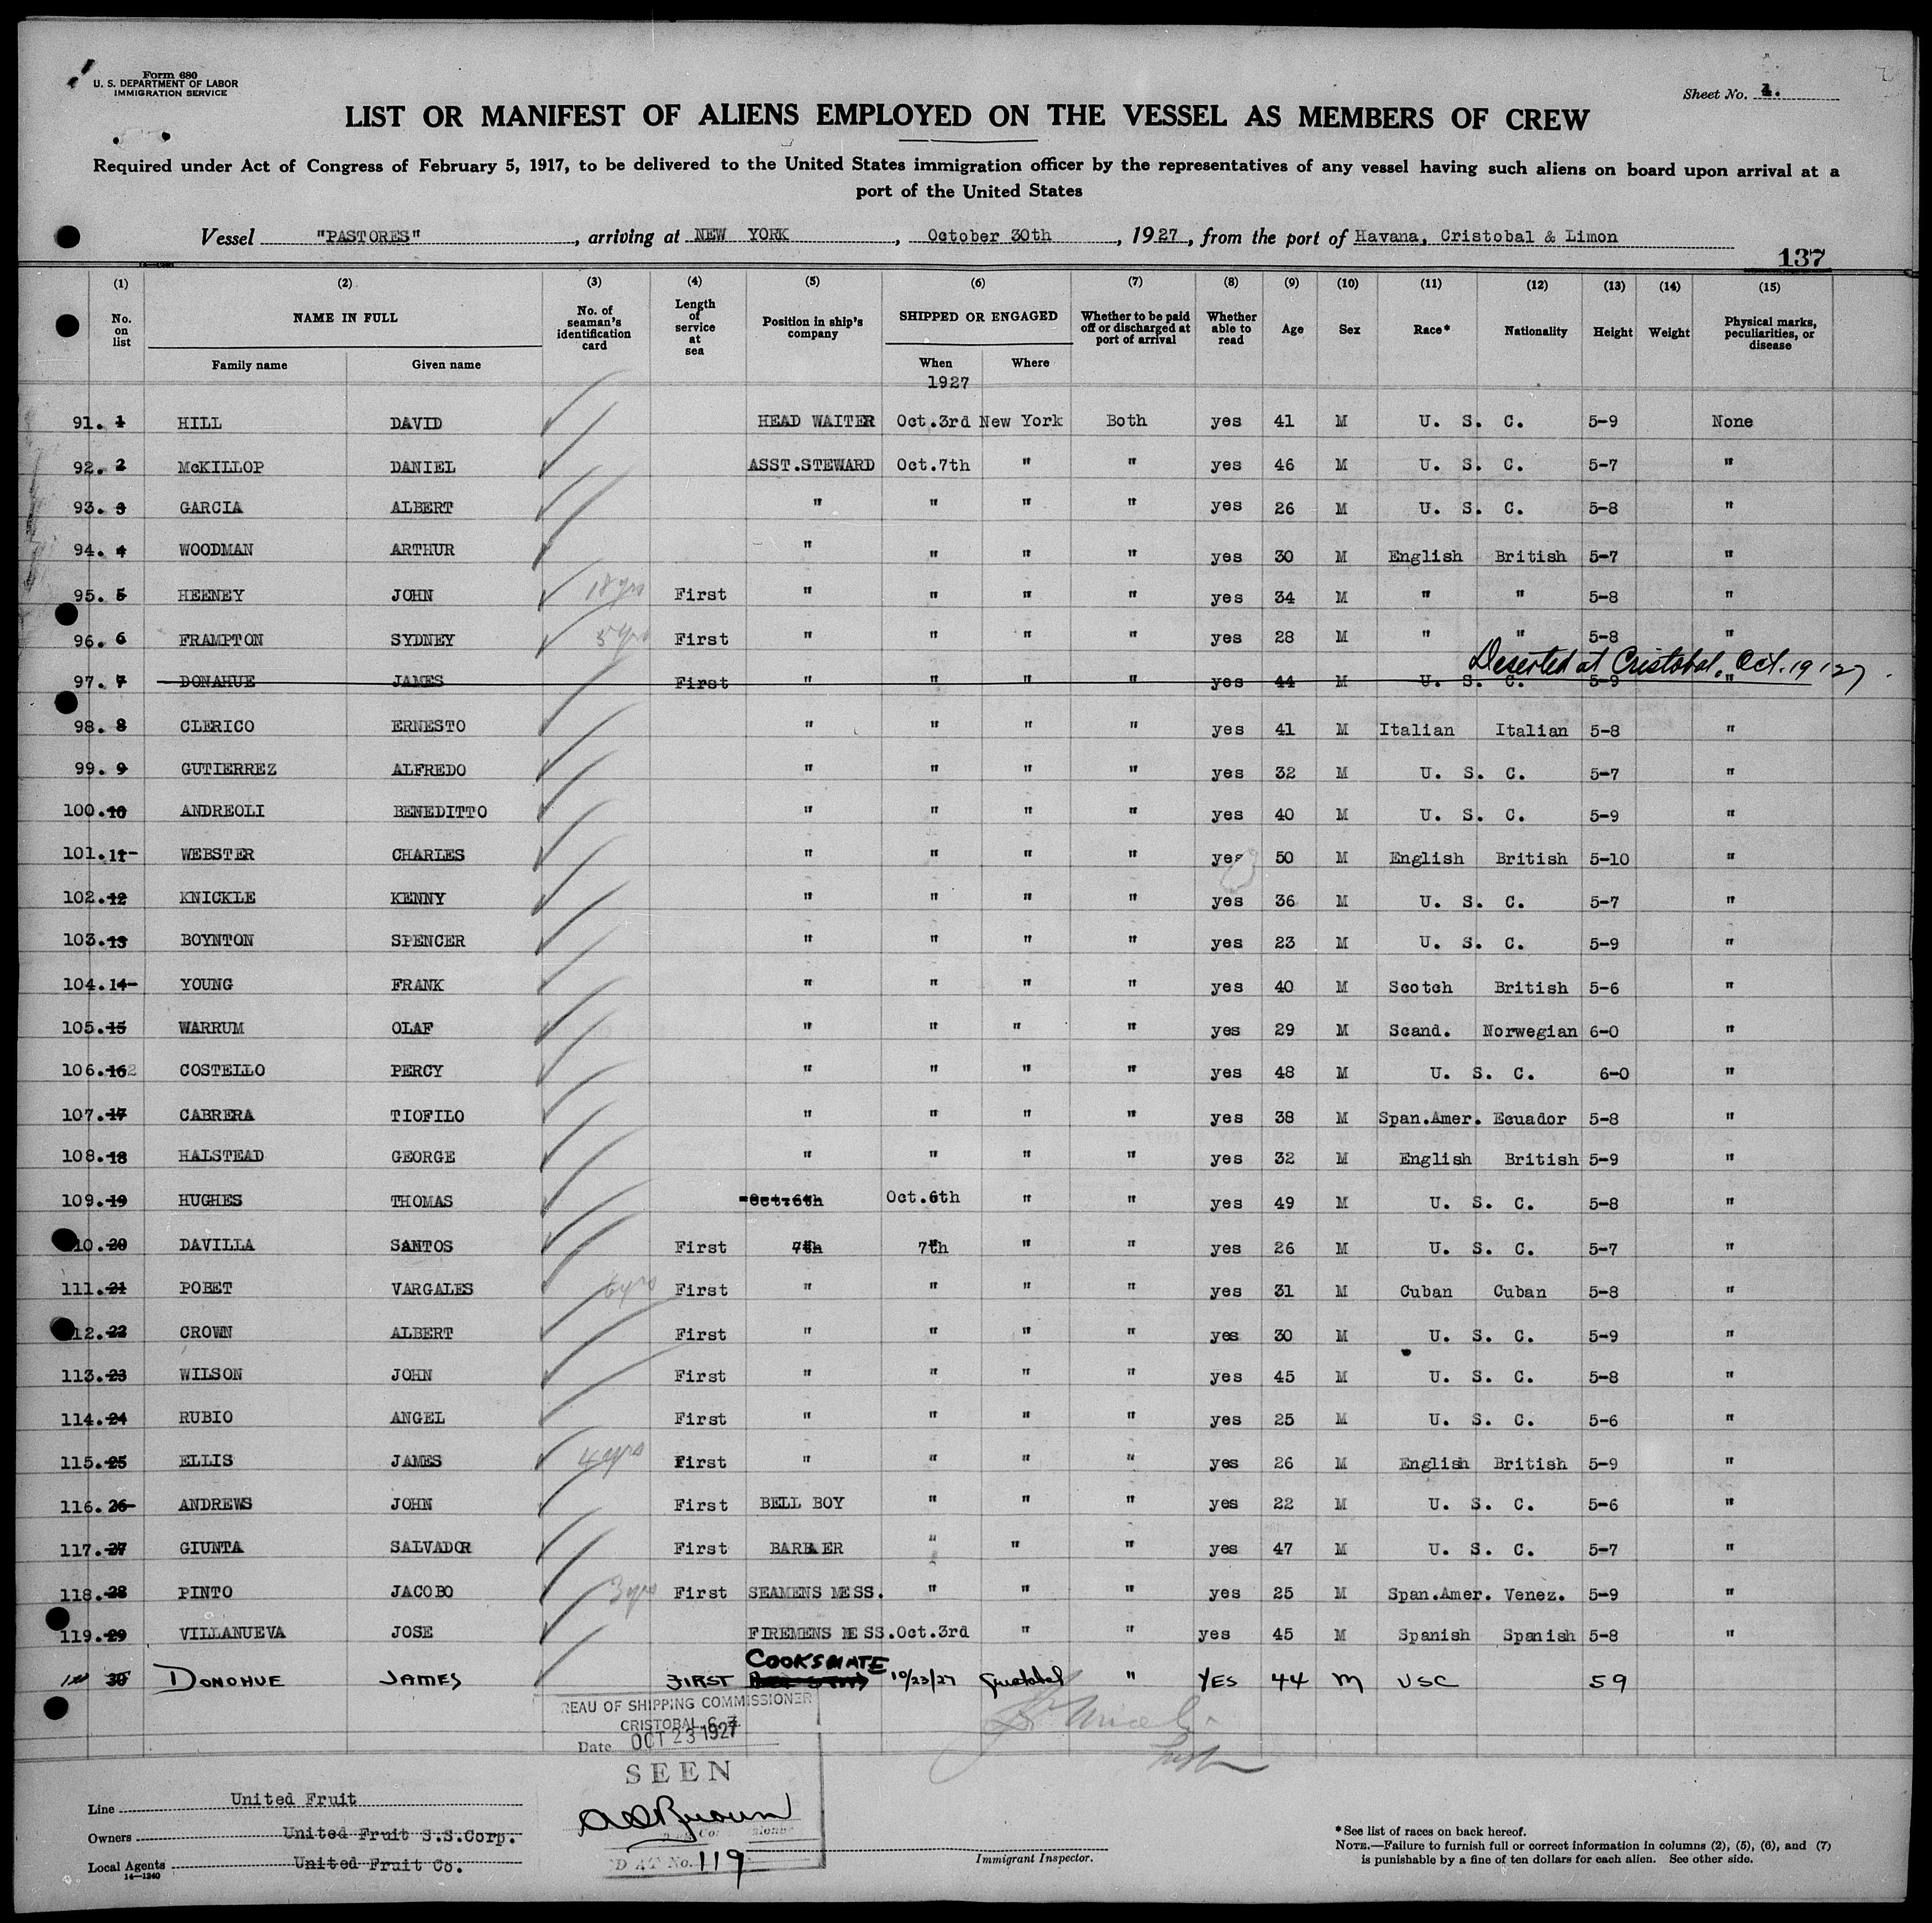 Form 680
U. S. DEPARTMENT OF LABOR
IMMIGRATION SERVICE
Sheet No. 4.
LIST OR MANIFEST OF ALIENS EMPLOYED ON THE VESSEL AS MEMBERS OF CREW
Required under Act of Congress of February 5, 1917, to be delivered to the United States immigration officer by the representatives of any vessel having such aliens on board upon arrival at a
port of the United States
Vessel "PASTORES", arriving at NEW YORK, October 30th, 1927, from the port of Havana, Cristobal & Limon
137
(1) (2) (3) (4) (5) (6) (7) (8) (9) (10) (11) (12) (13) (14) (15)
No. on list NAME IN FULL No. of seaman's identification card Length of service at sea Position in ship's company SHIPPED OR ENGAGED Whether to be paid off or discharged at port of arrival Whether able to read Age Sex Race* Nationality Height Weight Physical marks, peculiarities, or disease
Family name Given name When Where
1927
91. 1 HILL DAVID HEAD WAITER Oct.3rd New York Both yes 41 M U. S. C. 5-9 None
92. 2 McKILLOP DANIEL ASST.STEWARD Oct.7th " " yes 46 M U. S. C. 5-7 "
93. 3 GARCIA ALBERT " " " " yes 26 M U. S. C. 5-8 "
94. 4 WOODMAN ARTHUR " " " " yes 30 M English British 5-7 "
95. 5 HEENEY JOHN 18 yrs First " " " " yes 34 M " " 5-8 "
96. 6 FRAMPTON SYDNEY 5 yrs First " " " " yes 28 M " " 5-8 "
Deserted at Cristobal, Oct. 19 '27
97. 7 DONAHUE JAMES First " " " " yes 44 M U. S. C. 5-9 "
98. 8 CLERICO ERNESTO " " " " yes 41 M Italian Italian 5-8 "
99. 9 GUTIERREZ ALFREDO " " " " yes 32 M U. S. C. 5-7 "
100. 10 ANDREOLI BENEDITTO " " " " yes 40 M U. S. C. 5-9 "
101. 11- WEBSTER CHARLES " " " " yes 50 M English British 5-10 "
102. 12 KNICKLE KENNY " " " " yes 36 M U. S. C. 5-7 "
103. 13 BOYNTON SPENCER " " " " yes 23 M U. S. C. 5-9 "
104. 14- YOUNG FRANK " " " " yes 40 M Scotch British 5-6 "
105. 15 WARRUM OLAF " " " " yes 29 M Scand. Norwegian 6-0 "
106. 162 COSTELLO PERCY " " " " yes 48 M U. S. C. 6-0 "
107. 17 CABRERA TIOFILO " " " " yes 38 M Span.Amer. Ecuador 5-8 "
108. 18 HALSTEAD GEORGE " " " " yes 32 M English British 5-9 "
109. 19 HUGHES THOMAS Oct.6th Oct.6th " " yes 49 M U. S. C. 5-8 "
110. 20 DAVILLA SANTOS First 7th 7th " " yes 26 M U. S. C. 5-7 "
111. 21 POBET VARGALES 6 yrs First " " " " yes 31 M Cuban Cuban 5-8 "
112. 22 CROWN ALBERT First " " " " yes 30 M U. S. C. 5-9 "
113. 23 WILSON JOHN First " " " " yes 45 M U. S. C. 5-8 "
114. 24 RUBIO ANGEL First " " " " yes 25 M U. S. C. 5-6 "
115. 25 ELLIS JAMES 4 yrs First " " " " yes 26 M English British 5-9 "
116. 26- ANDREWS JOHN First BELL BOY " " " yes 22 M U. S. C. 5-6 "
117. 27 GIUNTA SALVADOR First BARBER " " " yes 47 M U. S. C. 5-7 "
118. 28 PINTO JACOBO 3 yrs First SEAMENS MESS. " " " yes 25 M Span.Amer. Venez. 5-9 "
119. 29 VILLANUEVA JOSE FIREMENS MESS. Oct.3rd " " yes 45 M Spanish Spanish 5-8 "
30 DONOHUE JAMES FIRST COOKSMATE 10/23/27 Cristobal " YES 44 M USC 5 9
REAU OF SHIPPING COMMISSIONER
CRISTOBAL C Z
Date OCT 23 1927
SEEN
D AT No. 119
Line United Fruit
Owners United Fruit S.S.Corp.
Local Agents United Fruit Co.
14-1240
Immigrant Inspector.
*See list of races on back hereof.
NOTE.—Failure to furnish full or correct information in columns (2), (5), (6), and (7)
is punishable by a fine of ten dollars for each alien. See other side.